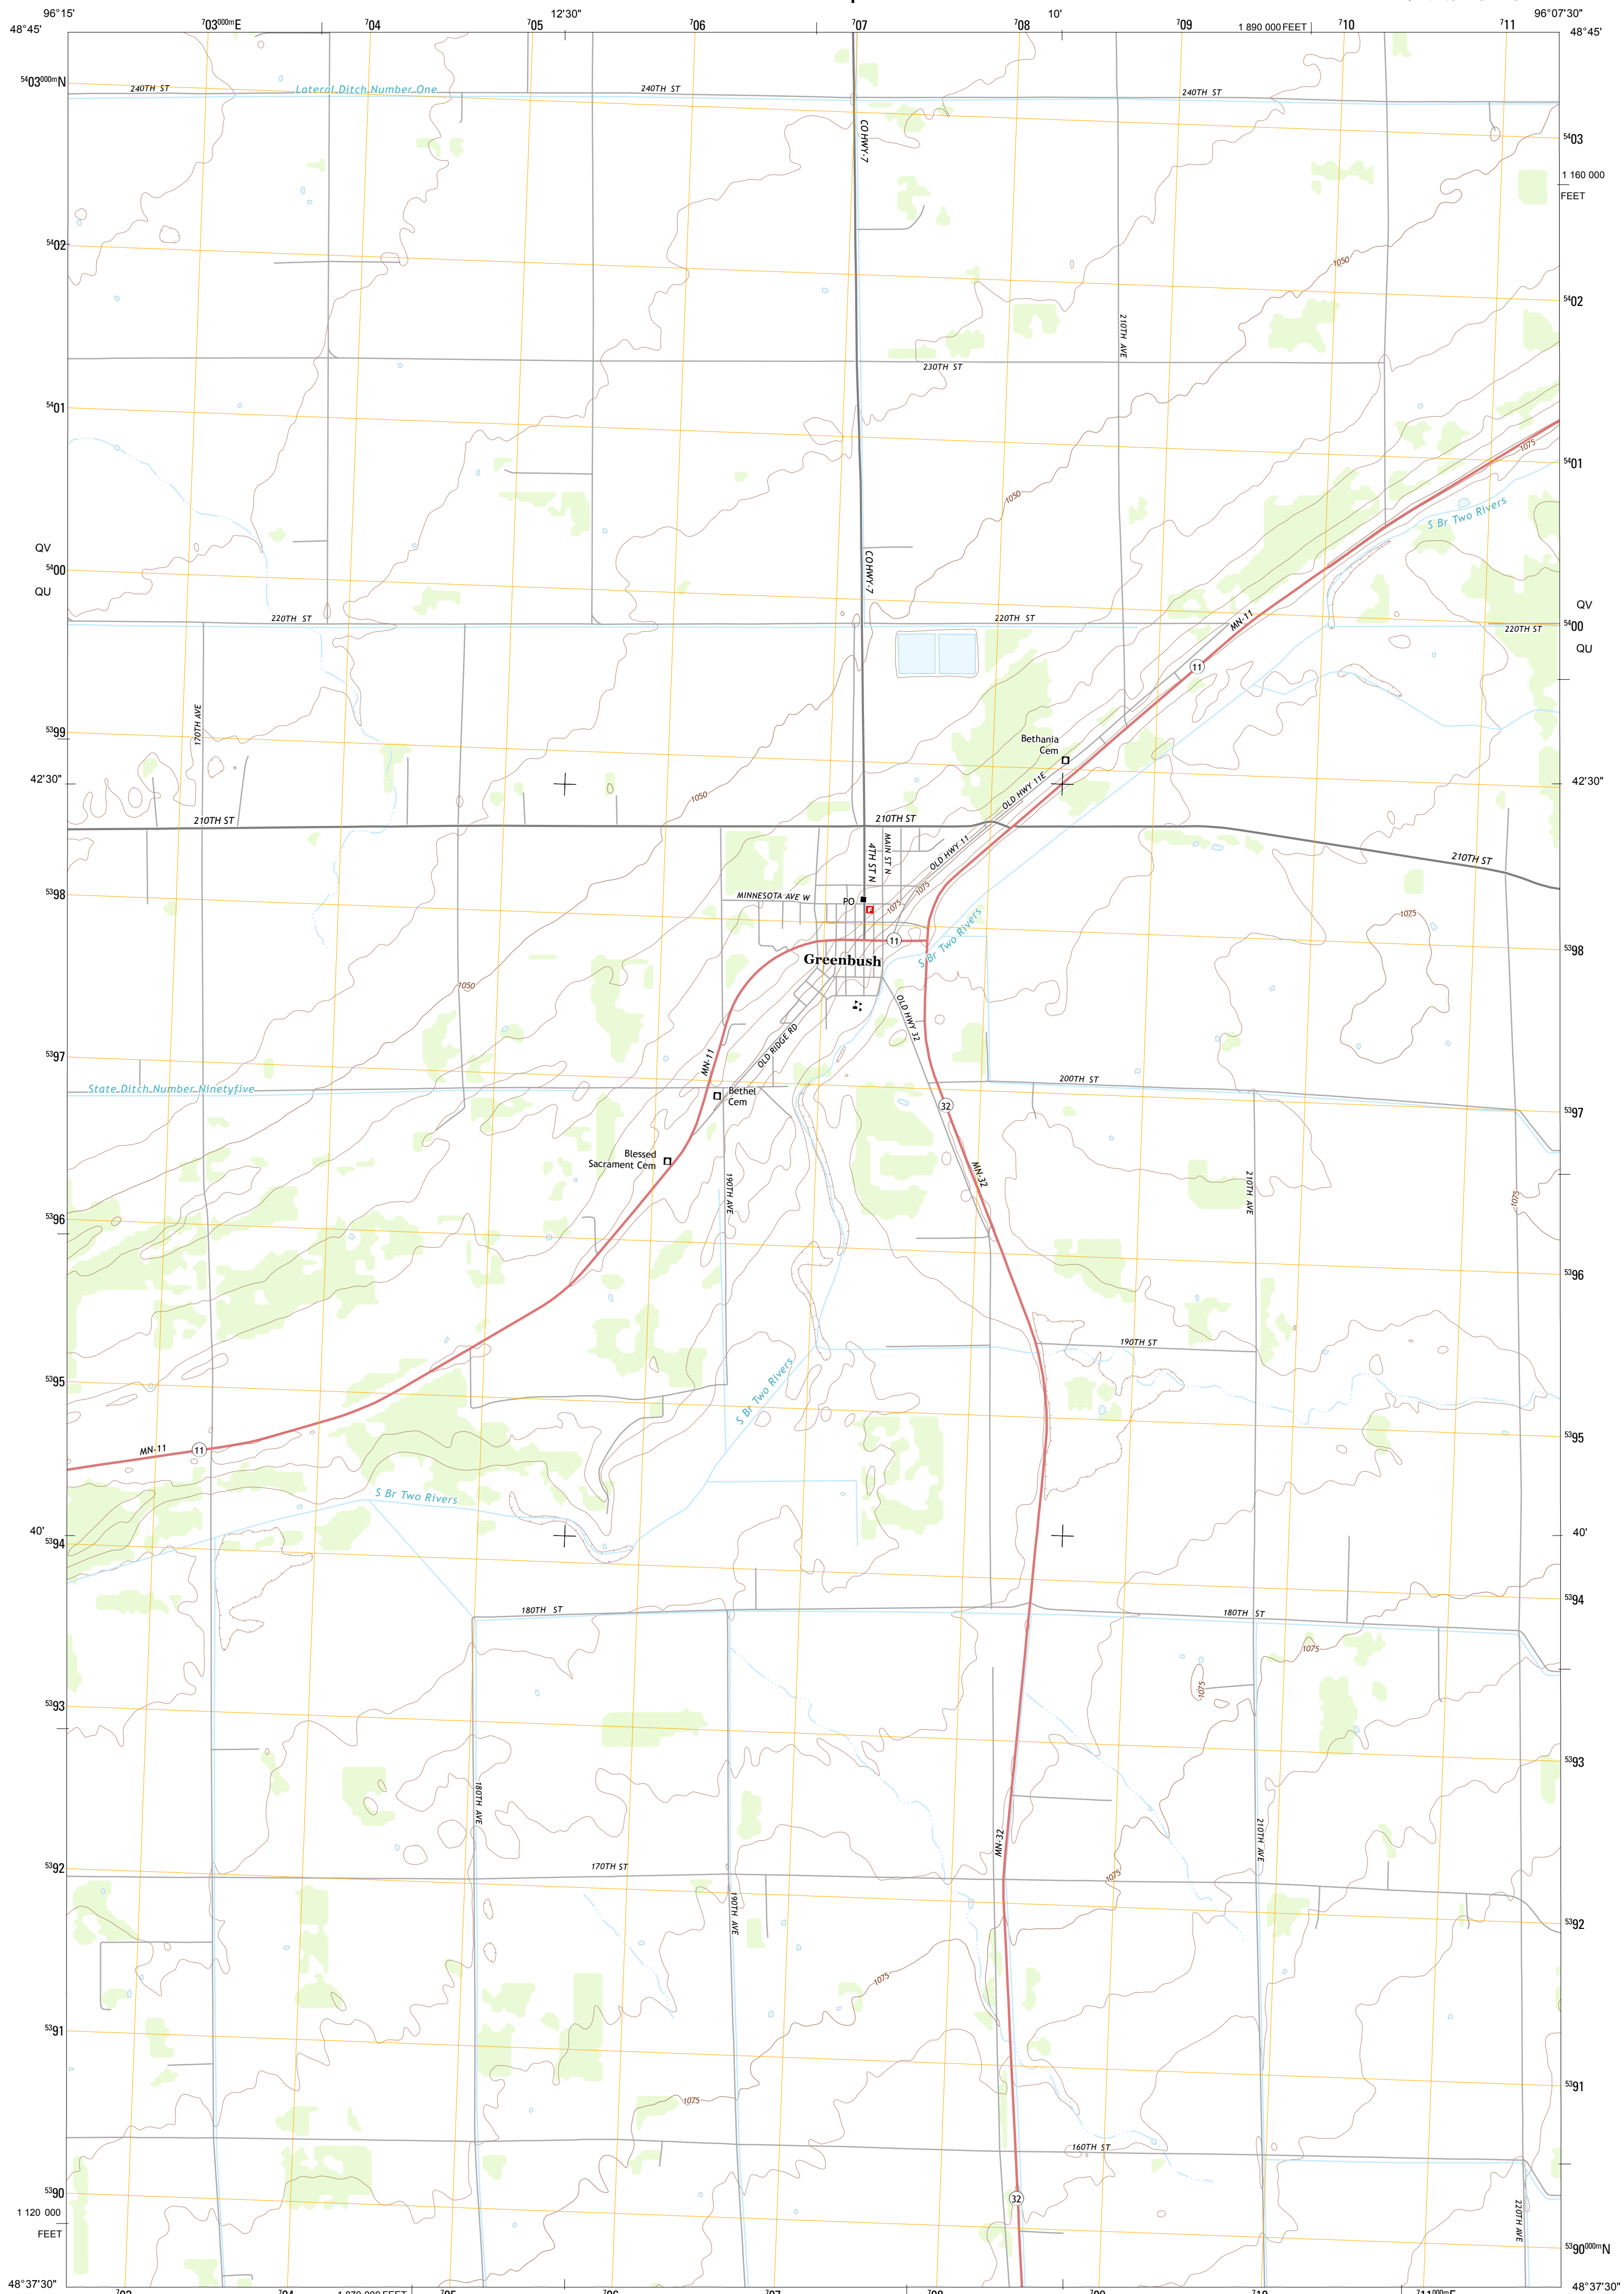 96°15'
12'30"
10'
96°07'30"
48°45'
703000mE
704
705
706
707
708
709
1 890 000 FEET
710
711
48°45'
5403000mN
240TH ST
Lateral Ditch Number One
240TH ST
240TH ST
CO HWY-7
5403
1 160 000
FEET
5402
1050
5402
210TH AVE
230TH ST
5401
1075
5401
1050
S Br Two Rivers
QV
5400
QU
COHWY-7
QV
5400
QU
220TH ST
220TH ST
MN-11
220TH ST
11
170TH AVE
5399
Bethania
Cem
42'30"
42'30"
OLD HWY 11E
1050
210TH ST
210TH ST
4TH ST N
MAIN ST N
OLD HWY 11
210TH ST
1075
5398
MINNESOTA AVE W
PO
F
1075
1075
11
S Br Two Rivers
5398
Greenbush
1050
OLD HWY 32
OLD RIDGE RD
5397
MN-11
State Ditch Number Ninetyfive
200TH ST
Bethel
Cem
32
5397
Blessed
Sacrament Cem
MN-32
190TH AVE
210TH AVE
1075
5396
5396
190TH ST
5395
S Br Two Rivers
5395
MN-11
11
S Br Two Rivers
40'
5394
40'
5394
180TH ST
180TH ST
1075
1075
5393
5393
180TH AVE
MN-32
210TH AVE
5392
170TH ST
1075
190TH AVE
5392
1075
5391
5391
1075
160TH ST
5390
32
1 120 000
FEET
220TH AVE
5390000mN
48°37'30"
48°37'30"